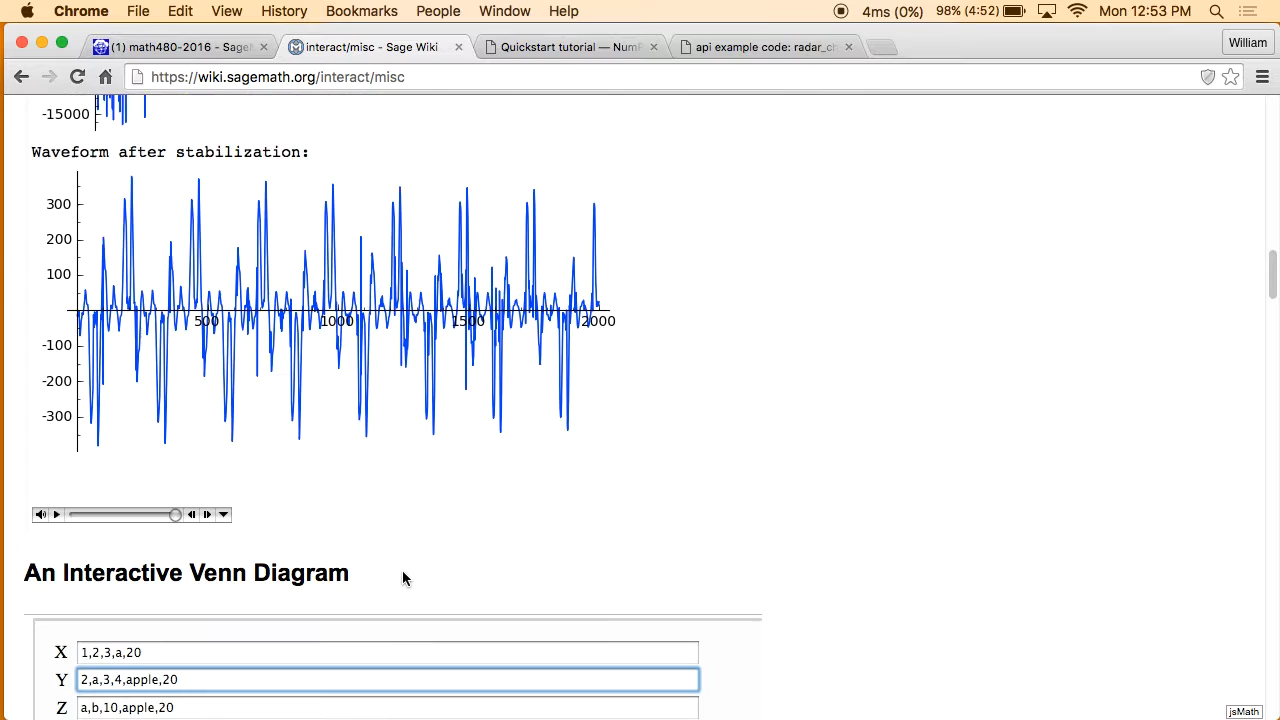 Chrome File Edit View History Bookmarks People Window Help 4ms (0%) 98% (4:52) Mon 12:53 PM
(1) math480-2016 - Sage interact/misc - Sage Wiki Quickstart tutorial — Num api example code: radar_ch William
https://wiki.sagemath.org/interact/misc
-15000
Waveform after stabilization:
300
200
100
500 1000 1500 2000
-100
-200
-300
An Interactive Venn Diagram
X 1,2,3,a,20
Y 2,a,3,4,apple,20
Z a,b,10,apple,20
jsMath